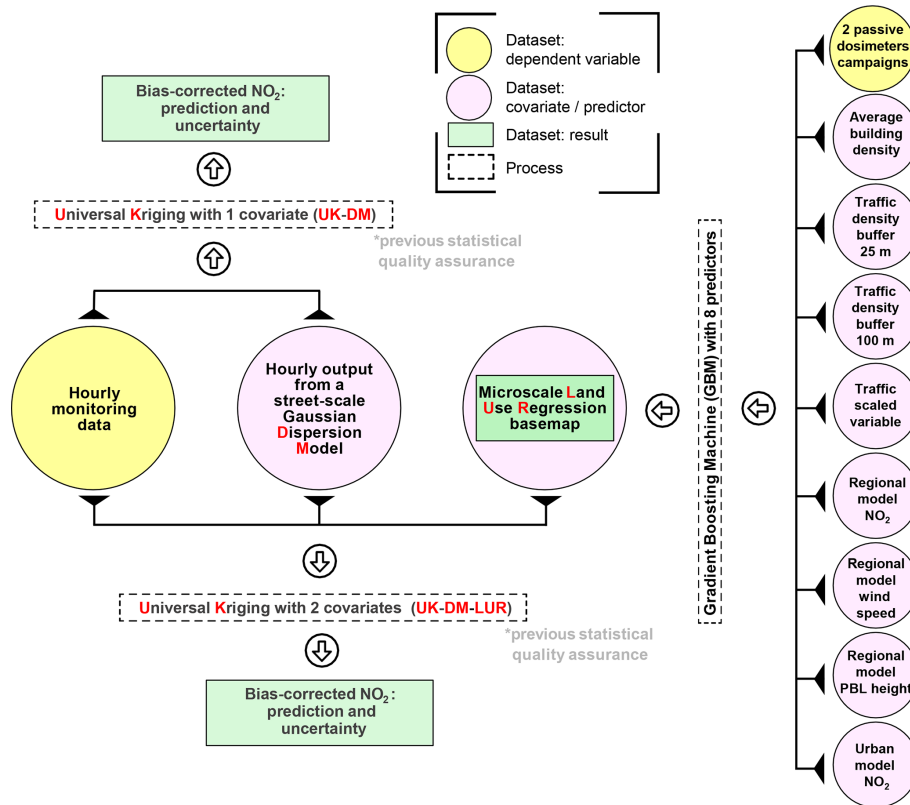 Dataset:
dependent variable
Dataset:
covariate / predictor
Dataset: result
Process
Bias-corrected NO₂:
prediction and
uncertainty
Universal Kriging with 1 covariate (UK-DM)
*previous statistical
quality assurance
Hourly
monitoring
data
Hourly output
from a
street-scale
Gaussian
Dispersion
Model
Microscale Land
Use Regression
basemap
Universal Kriging with 2 covariates (UK-DM-LUR)
*previous statistical
quality assurance
Bias-corrected NO₂:
prediction and
uncertainty
Gradient Boosting Machine (GBM) with 8 predictors
2 passive
dosimeters
campaigns
Average
building
density
Traffic
density
buffer
25 m
Traffic
density
buffer
100 m
Traffic
scaled
variable
Regional
model
NO₂
Regional
model
wind
speed
Regional
model
PBL height
Urban
model
NO₂